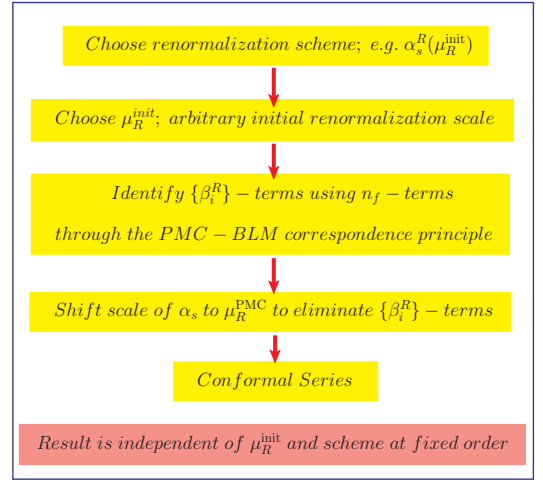 Choose renormalization scheme; e.g. α_s^R(μ_R^init)
Choose μ_R^init; arbitrary initial renormalization scale
Identify {β_i^R} − terms using n_f − terms
through the PMC − BLM correspondence principle
Shift scale of α_s to μ_R^PMC to eliminate {β_i^R} − terms
Conformal Series
Result is independent of μ_R^init and scheme at fixed order